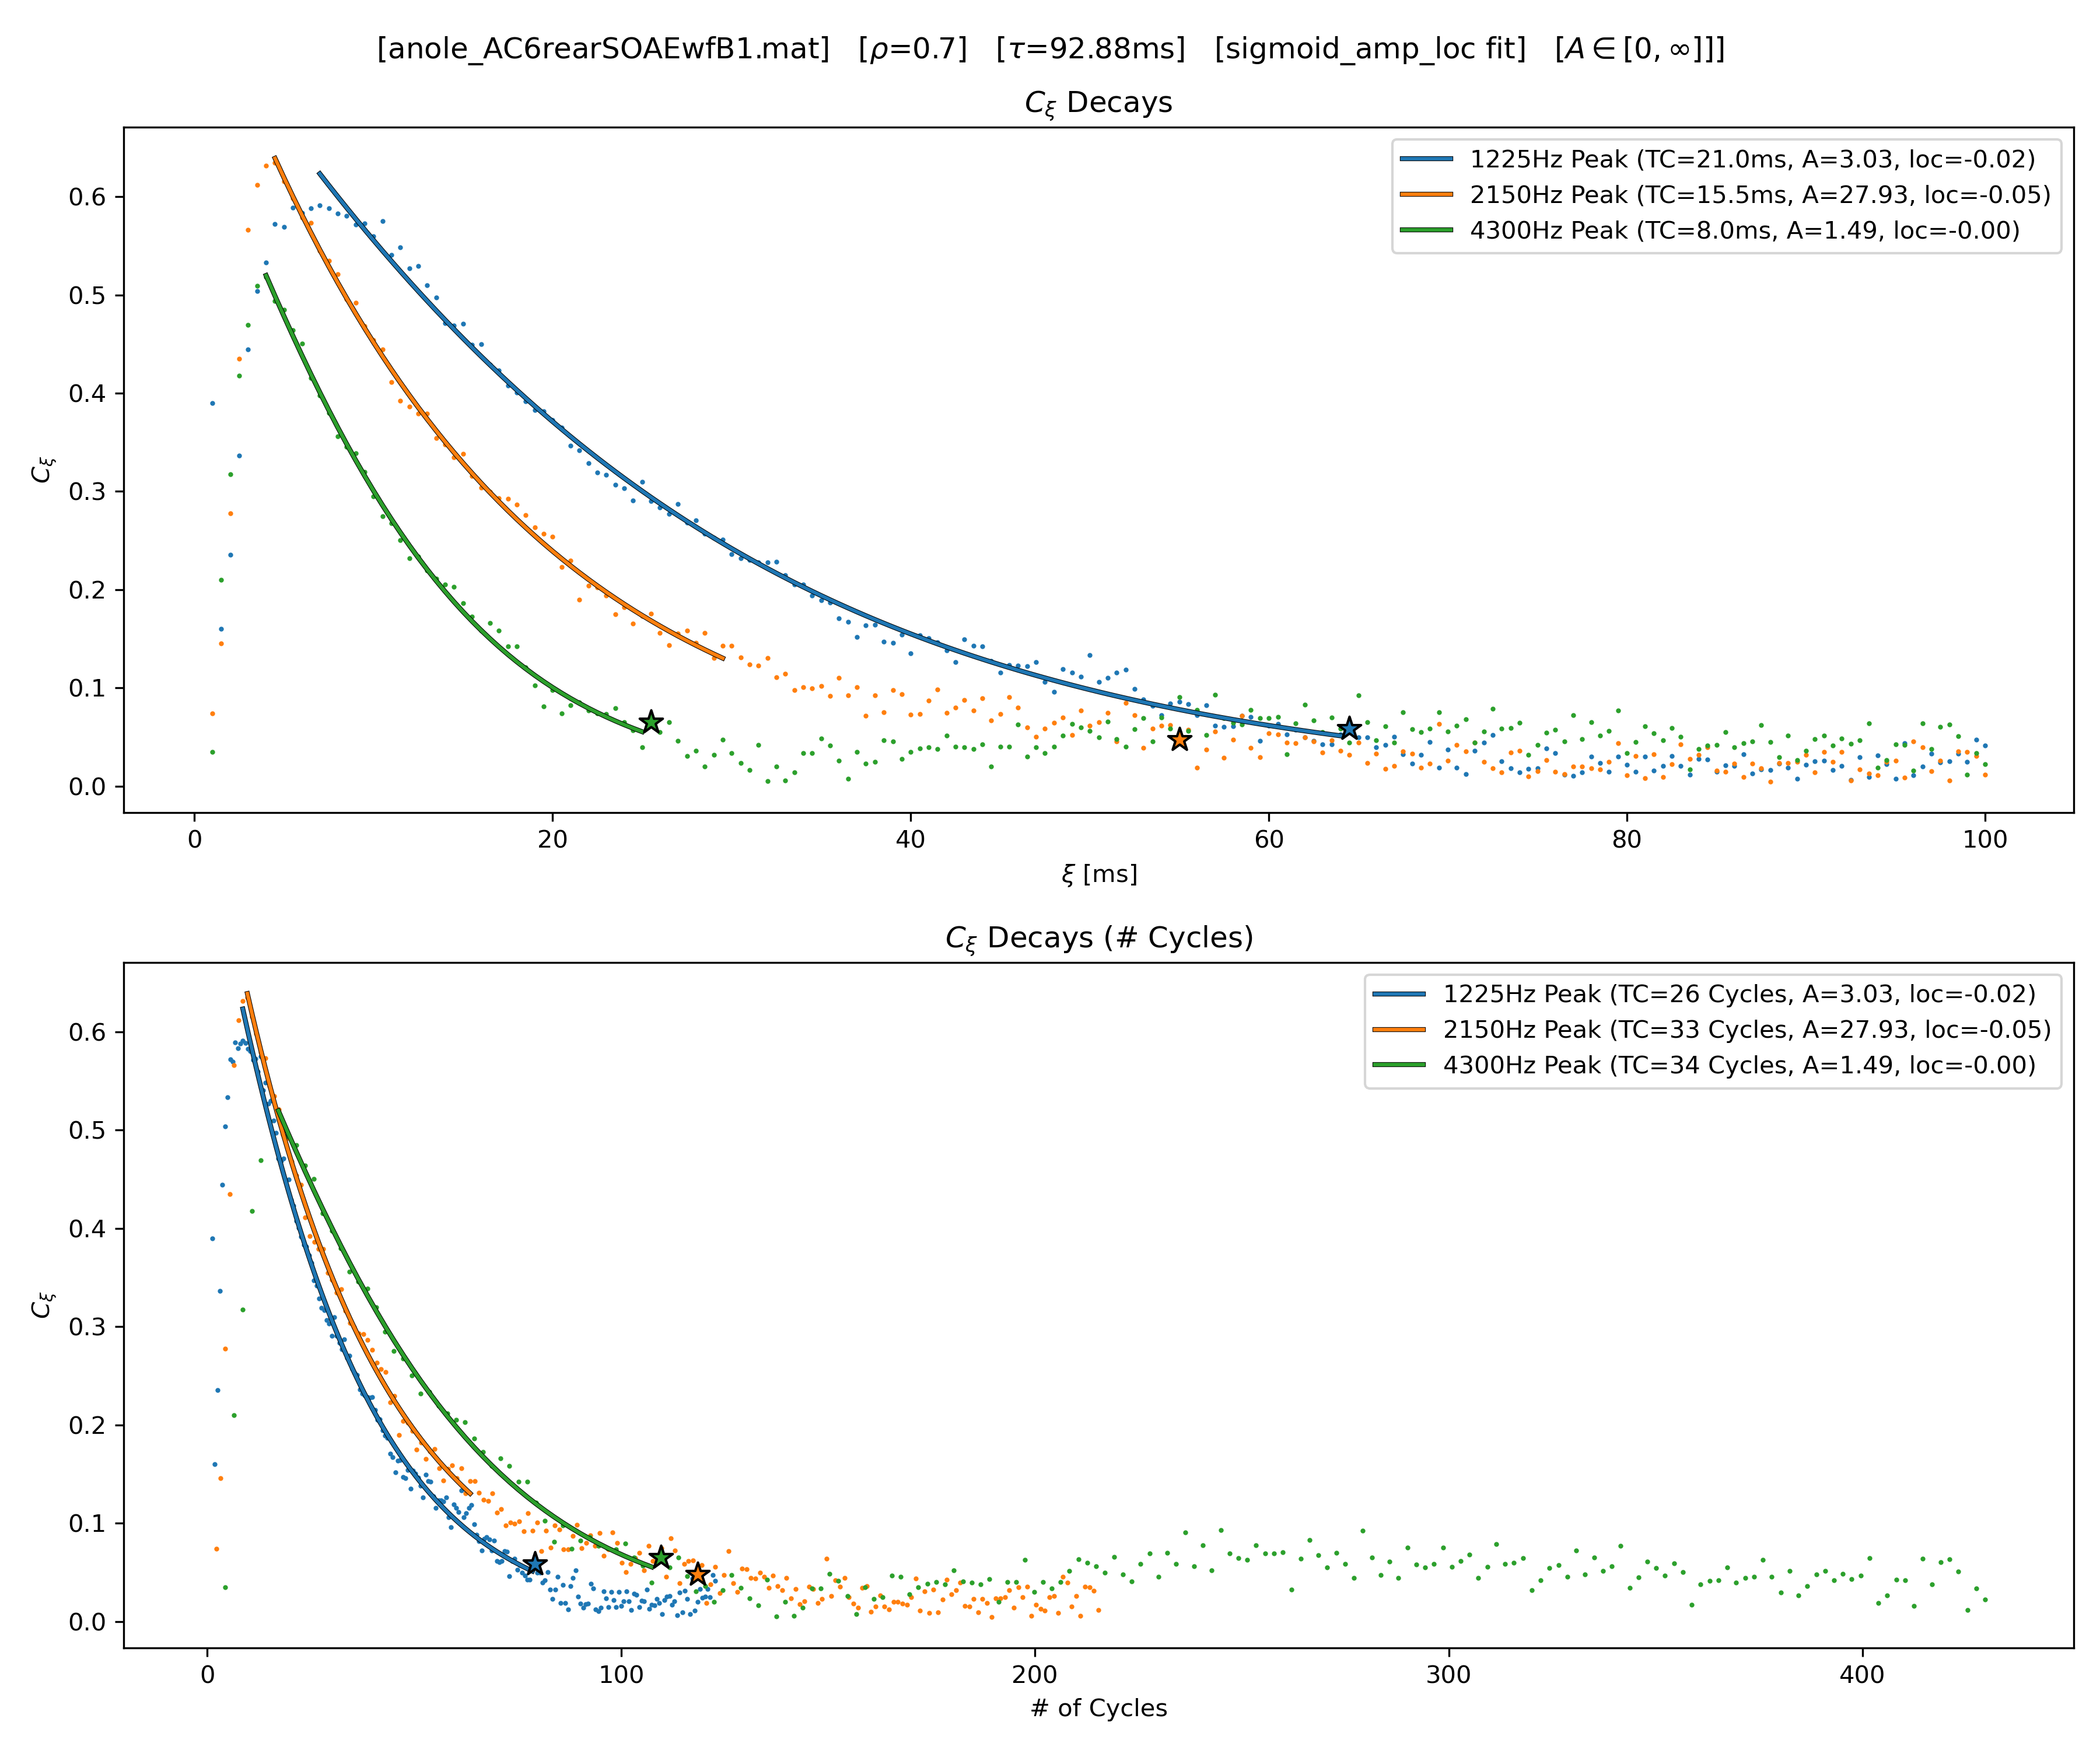 [anole_AC6rearSOAEwfB1.mat]   [ρ=0.7]   [τ=92.88ms]   [sigmoid_amp_loc fit]   [A ∈ [0, ∞]]]
C_ξ Decays
1225Hz Peak (TC=21.0ms, A=3.03, loc=-0.02)
2150Hz Peak (TC=15.5ms, A=27.93, loc=-0.05)
4300Hz Peak (TC=8.0ms, A=1.49, loc=-0.00)
C_ξ
0.6
0.5
0.4
0.3
0.2
0.1
0.0
0 20 40 60 80 100
ξ [ms]
C_ξ Decays (# Cycles)
1225Hz Peak (TC=26 Cycles, A=3.03, loc=-0.02)
2150Hz Peak (TC=33 Cycles, A=27.93, loc=-0.05)
4300Hz Peak (TC=34 Cycles, A=1.49, loc=-0.00)
C_ξ
0.6
0.5
0.4
0.3
0.2
0.1
0.0
0 100 200 300 400
# of Cycles